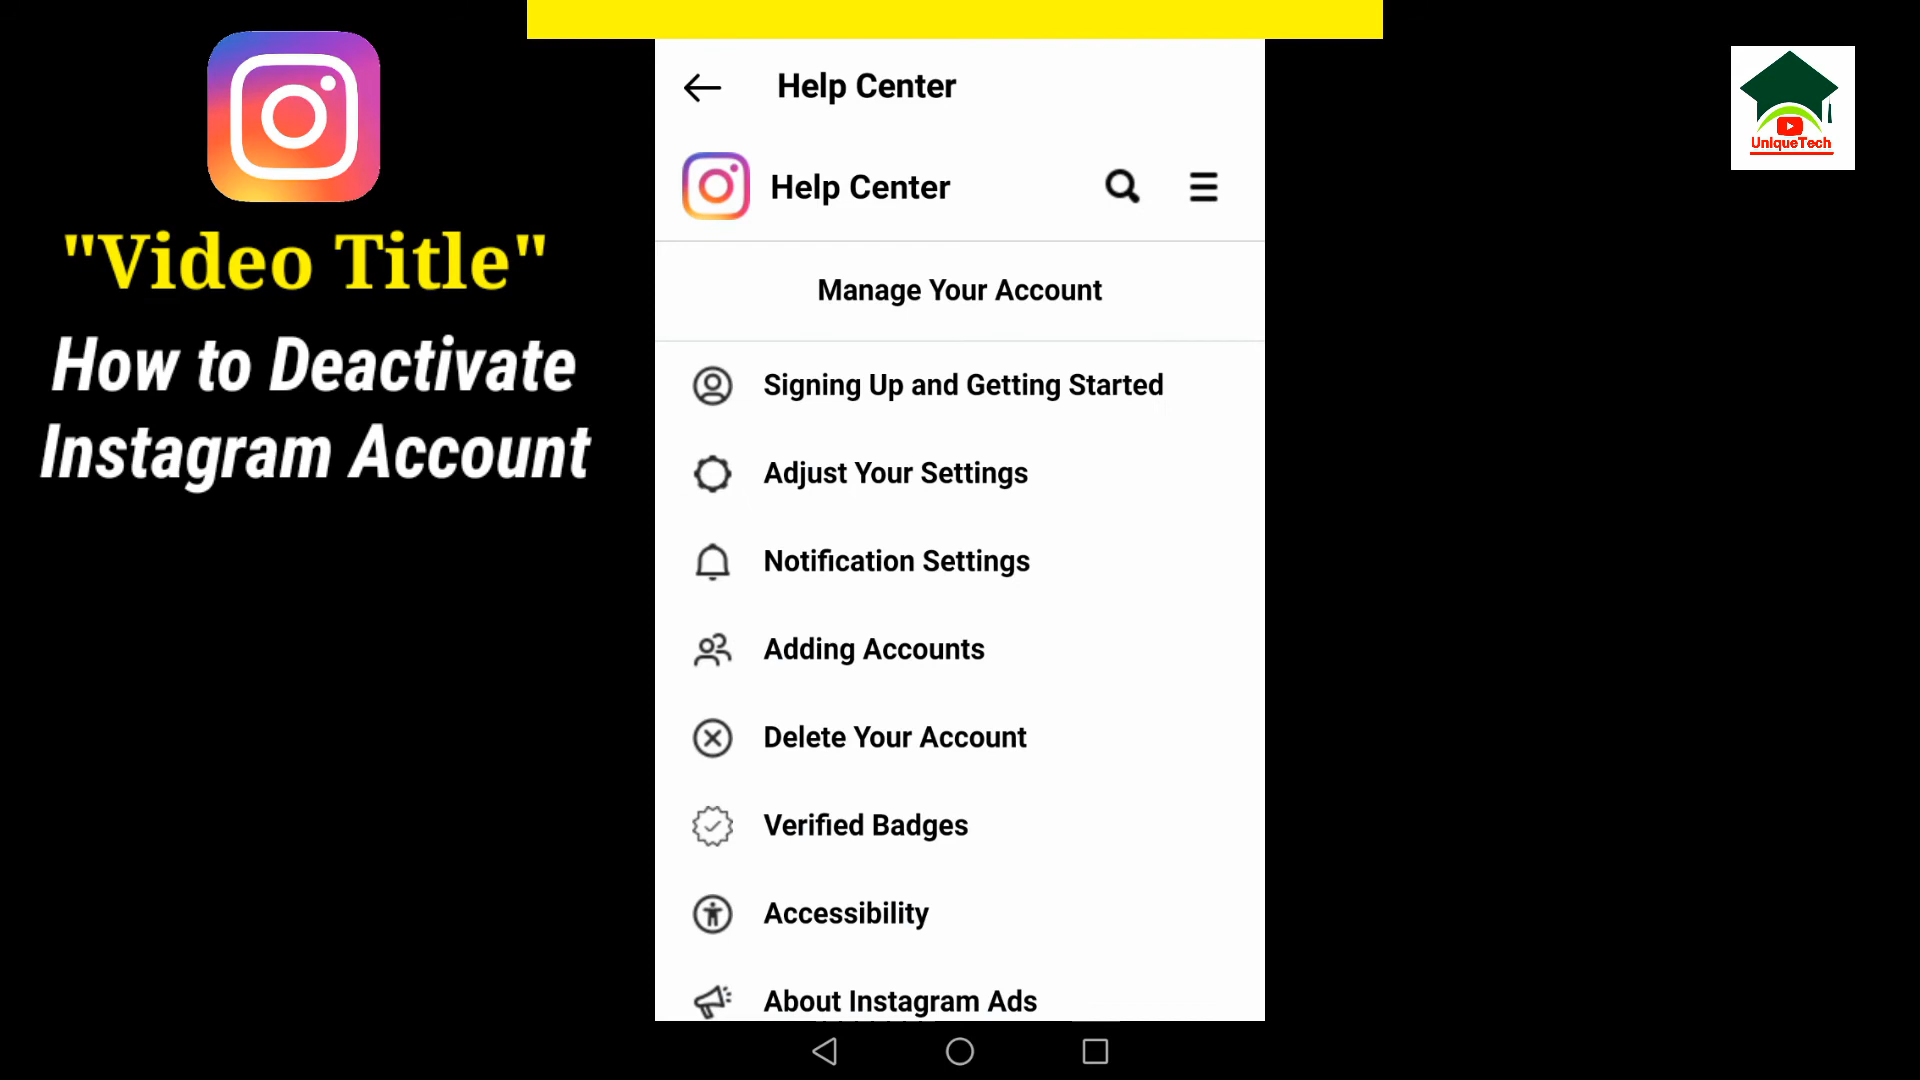 "Video Title"
How to Deactivate
Instagram Account
Help Center
Help Center
Manage Your Account
Signing Up and Getting Started
Adjust Your Settings
Notification Settings
Adding Accounts
Delete Your Account
Verified Badges
Accessibility
About Instagram Ads
UniqueTech